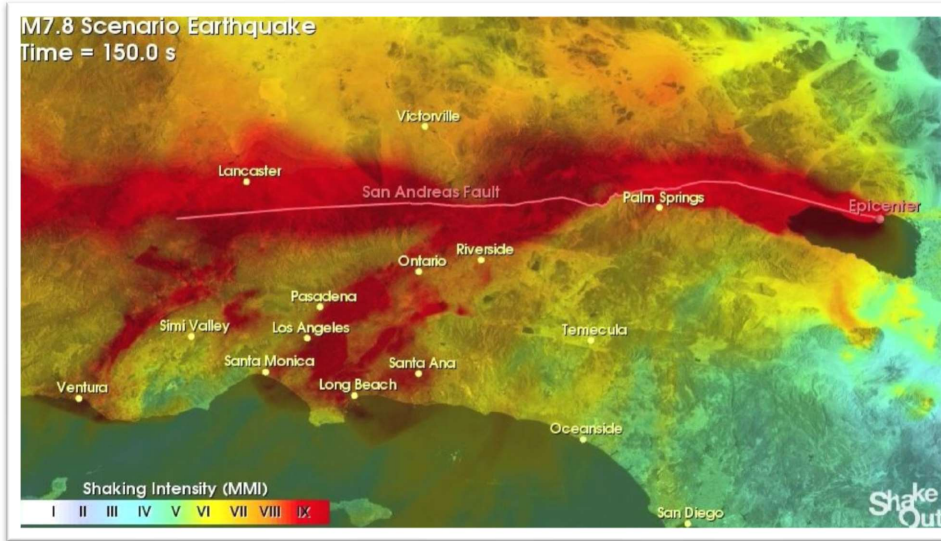 M7.8 Scenario Earthquake
Time = 150.0 s
Victorville
Lancaster
San Andreas Fault
Palm Springs
Epicenter
Riverside
Ontario
Pasadena
Simi Valley
Los Angeles
Temecula
Santa Monica
Santa Ana
Ventura
Long Beach
Oceanside
Shaking Intensity (MMI)
I II III IV V VI VII VIII IX
San Diego
Shake
Out